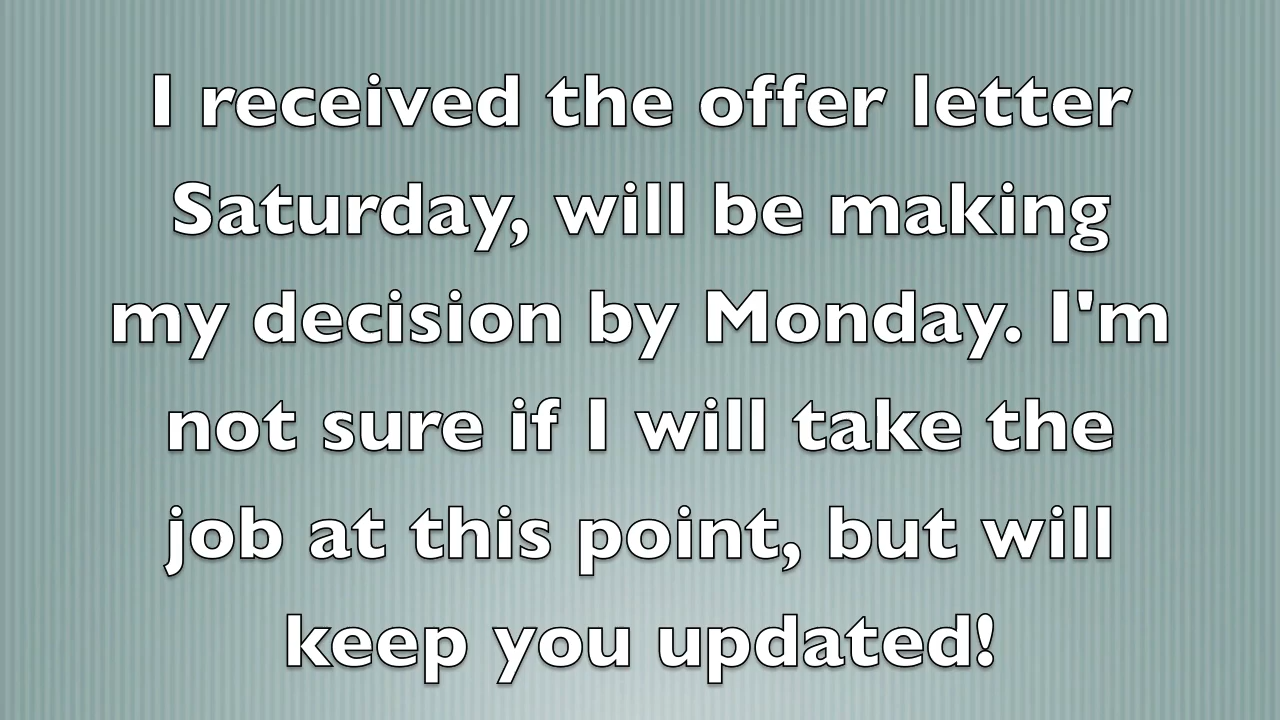 I received the offer letter
Saturday, will be making
my decision by Monday. I'm
not sure if I will take the
job at this point, but will
keep you updated!